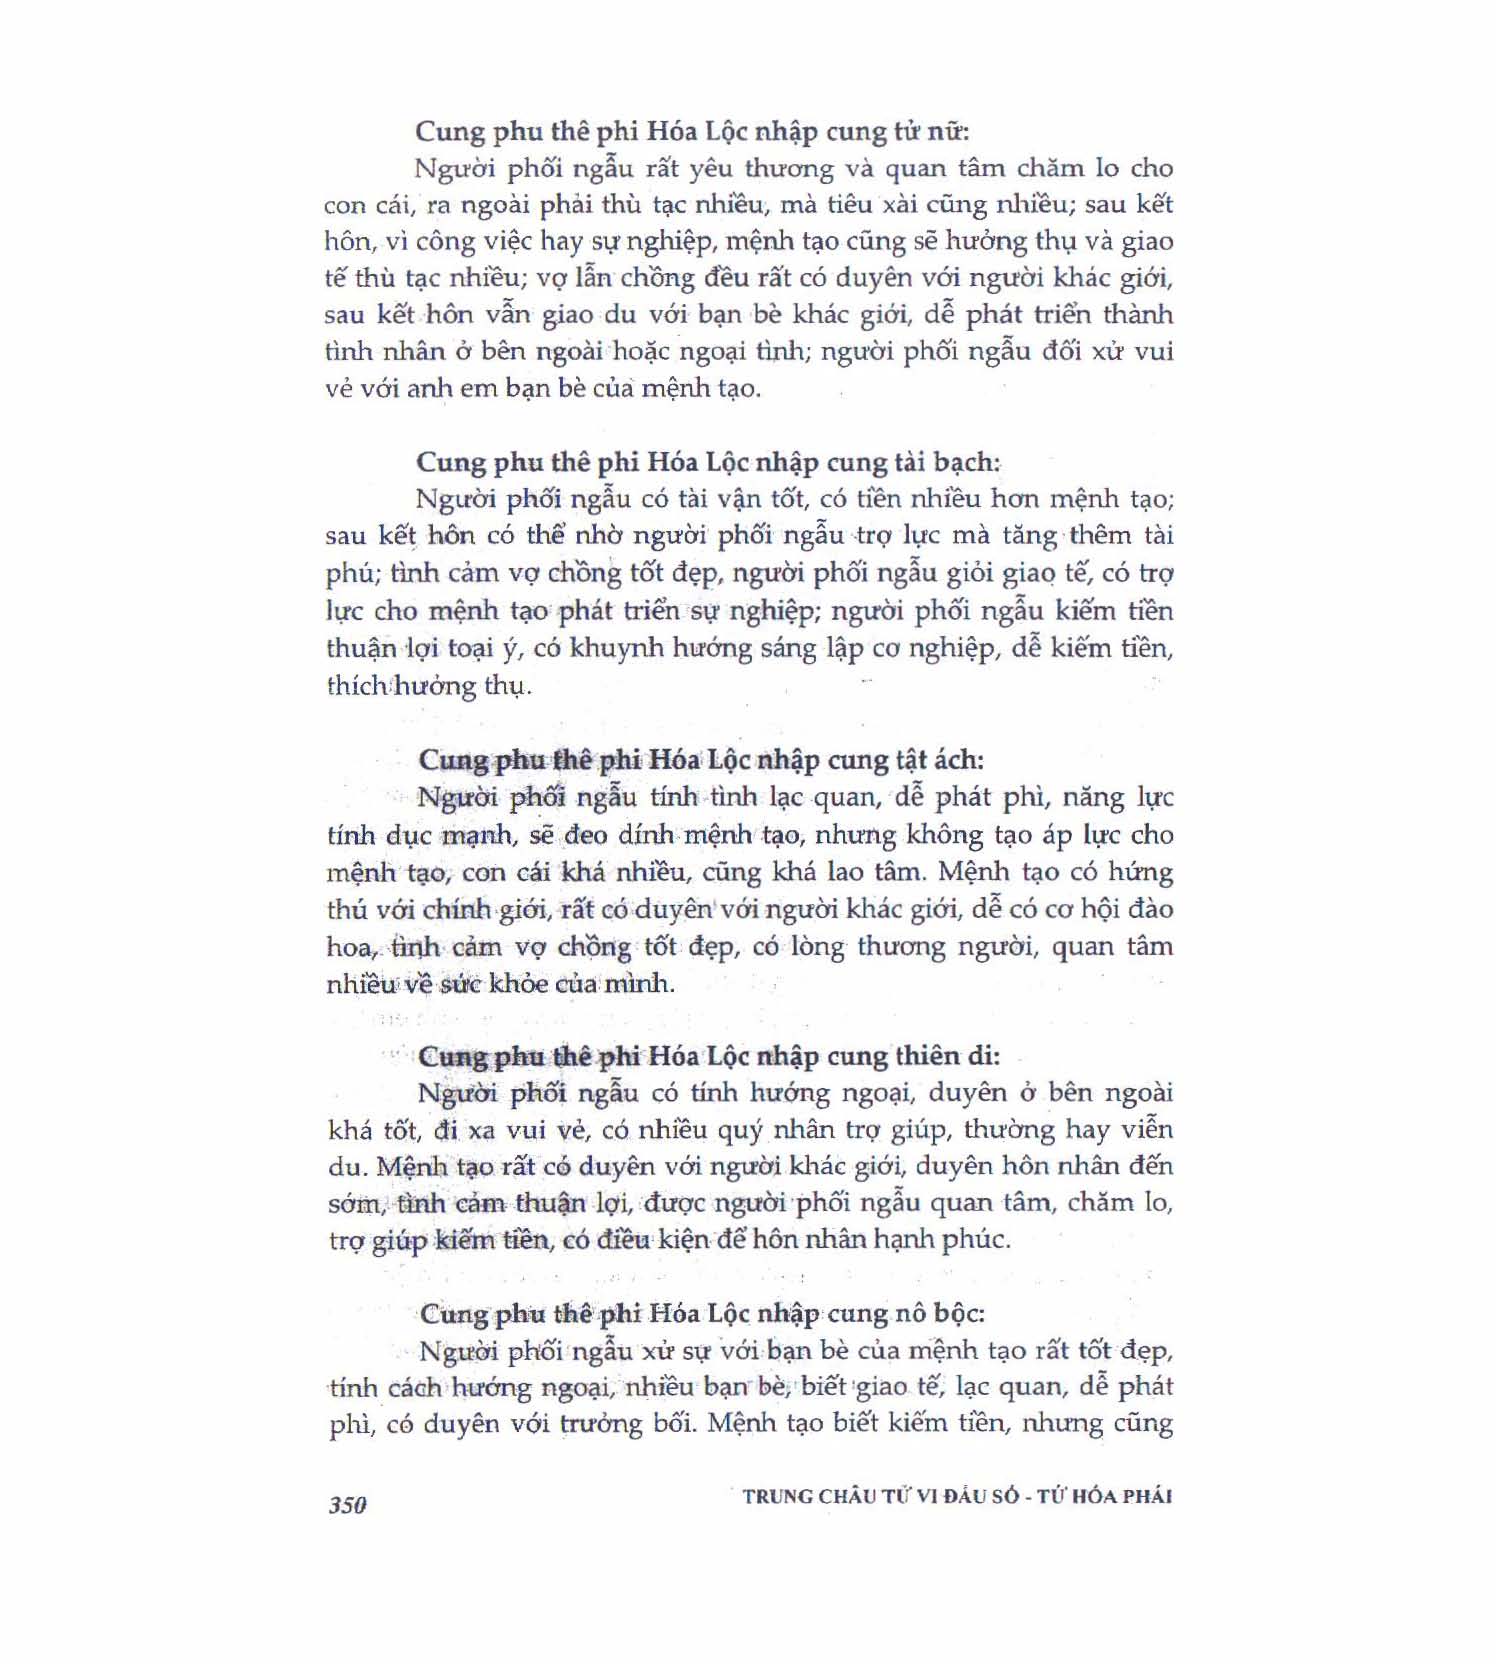 Cung phu thê phi Hóa Lộc nhập cung tử nữ:
Người phối ngẫu rất yêu thương và quan tâm chăm lo cho
con cái, ra ngoài phải thù tạc nhiều, mà tiêu xài cũng nhiều; sau kết
hôn, vì công việc hay sự nghiệp, mệnh tạo cũng sẽ hưởng thụ và giao
tế thù tạc nhiều; vợ lẫn chồng đều rất có duyên với người khác giới,
sau kết hôn vẫn giao du với bạn bè khác giới, dễ phát triển thành
tình nhân ở bên ngoài hoặc ngoại tình; người phối ngẫu đối xử vui
vẻ với anh em bạn bè của mệnh tạo.
Cung phu thê phi Hóa Lộc nhập cung tài bạch:
Người phối ngẫu có tài vận tốt, có tiền nhiều hơn mệnh tạo;
sau kết hôn có thể nhờ người phối ngẫu trợ lực mà tăng thêm tài
phú; tình cảm vợ chồng tốt đẹp, người phối ngẫu giỏi giao tế, có trợ
lực cho mệnh tạo phát triển sự nghiệp; người phối ngẫu kiếm tiền
thuận lợi toại ý, có khuynh hướng sáng lập cơ nghiệp, dễ kiếm tiền,
thích hưởng thụ.
Cung phu thê phi Hóa Lộc nhập cung tật ách:
Người phối ngẫu tính tình lạc quan, dễ phát phì, năng lực
tính dục mạnh, sẽ đeo dính mệnh tạo, nhưng không tạo áp lực cho
mệnh tạo, con cái khá nhiều, cũng khá lao tâm. Mệnh tạo có hứng
thú với chính giới, rất có duyên với người khác giới, dễ có cơ hội đào
hoa, tình cảm vợ chồng tốt đẹp, có lòng thương người, quan tâm
nhiều về sức khỏe của mình.
Cung phu thê phi Hóa Lộc nhập cung thiên di:
Người phối ngẫu có tính hướng ngoại, duyên ở bên ngoài
khá tốt, đi xa vui vẻ, có nhiều quý nhân trợ giúp, thường hay viễn
du. Mệnh tạo rất có duyên với người khác giới, duyên hôn nhân đến
sớm, tình cảm thuận lợi, được người phối ngẫu quan tâm, chăm lo,
trợ giúp kiếm tiền, có điều kiện để hôn nhân hạnh phúc.
Cung phu thê phi Hóa Lộc nhập cung nô bộc:
Người phối ngẫu xử sự với bạn bè của mệnh tạo rất tốt đẹp,
tính cách hướng ngoại, nhiều bạn bè, biết giao tế, lạc quan, dễ phát
phì, có duyên với trưởng bối. Mệnh tạo biết kiếm tiền, nhưng cũng
350
TRUNG CHÂU TỬ VI ĐẨU SỐ - TỨ HÓA PHÁI